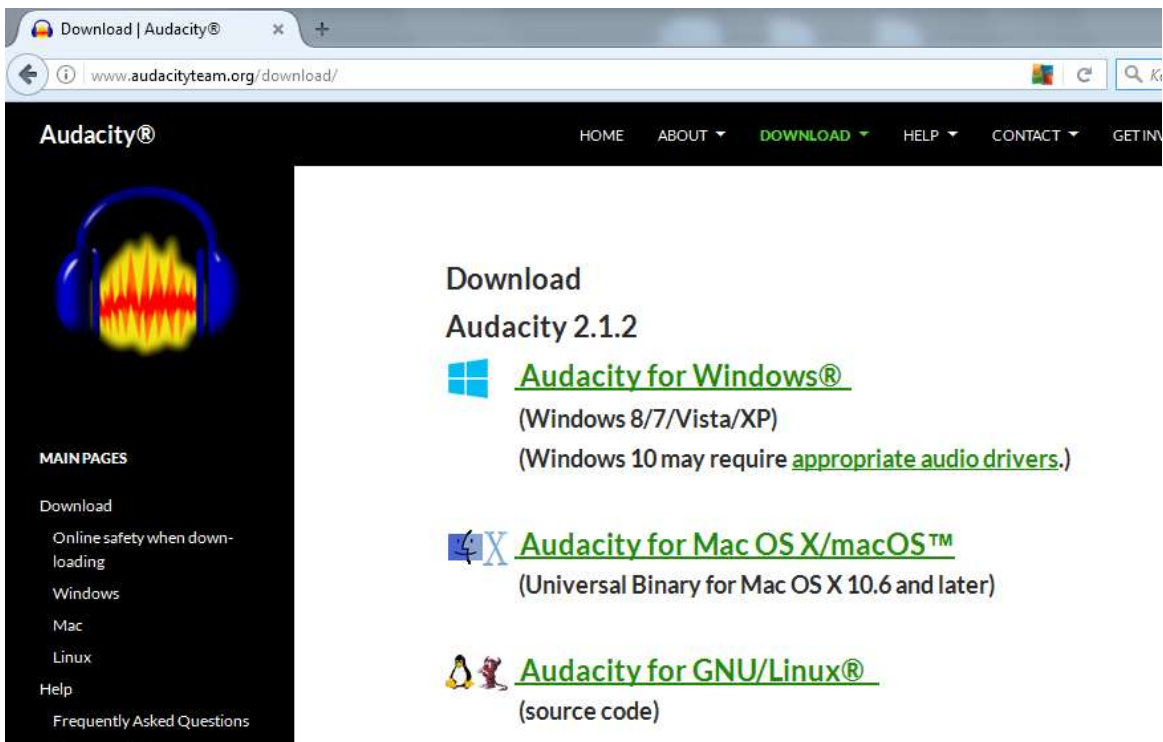 Download | Audacity®
www.audacityteam.org/download/
Audacity®
HOME ABOUT DOWNLOAD HELP CONTACT GET INV
Download
Audacity 2.1.2
Audacity for Windows®
(Windows 8/7/Vista/XP)
(Windows 10 may require appropriate audio drivers.)
Audacity for Mac OS X/macOS™
(Universal Binary for Mac OS X 10.6 and later)
Audacity for GNU/Linux®
(source code)
MAIN PAGES
Download
Online safety when down-
loading
Windows
Mac
Linux
Help
Frequently Asked Questions